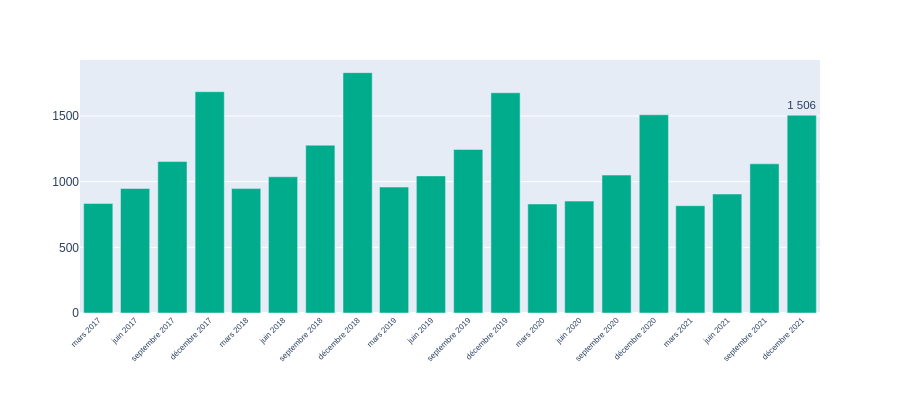 1 506
1500
1000
500
0
mars 2017
juin 2017
septembre 2017
décembre 2017
mars 2018
juin 2018
septembre 2018
décembre 2018
mars 2019
juin 2019
septembre 2019
décembre 2019
mars 2020
juin 2020
septembre 2020
décembre 2020
mars 2021
juin 2021
septembre 2021
décembre 2021